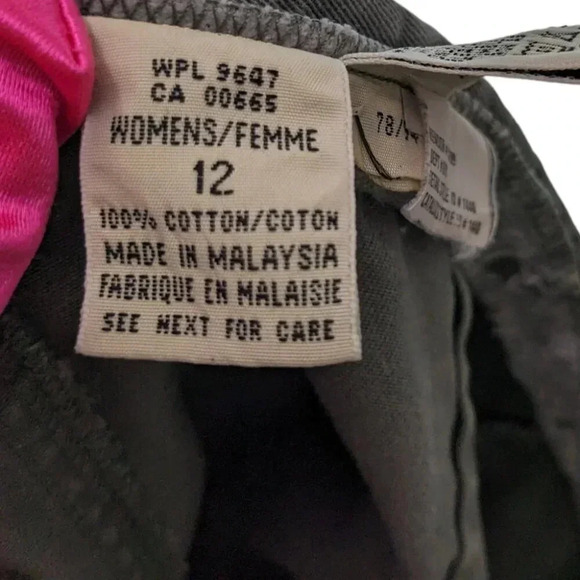 WPL 9647
CA 00665
WOMENS/FEMME
12
100% COTTON/COTON
MADE IN MALAYSIA
FABRIQUE EN MALAISIE
SEE NEXT FOR CARE